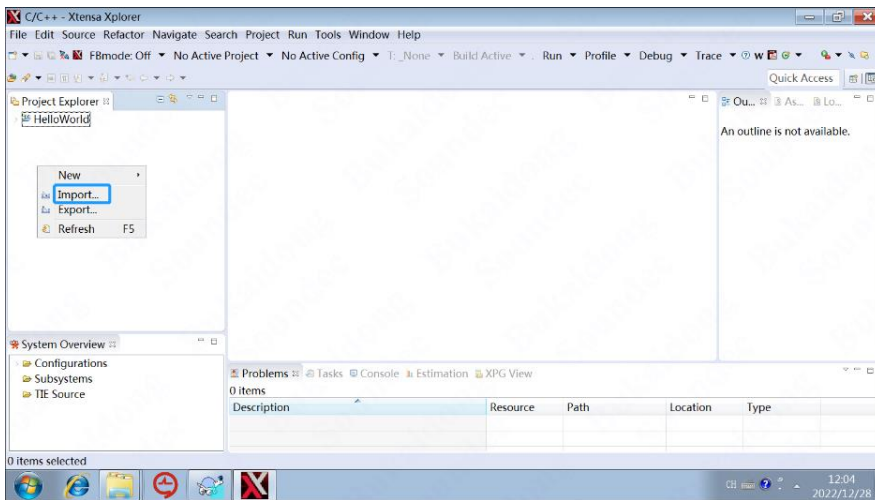 C/C++ - Xtensa Xplorer
File Edit Source Refactor Navigate Search Project Run Tools Window Help
FBmode: Off No Active Project No Active Config T:_None Build Active Run Profile Debug Trace
Quick Access
Project Explorer
HelloWorld
New
Import...
Export...
Refresh F5
Ou... As... Lo...
An outline is not available.
System Overview
Configurations
Subsystems
TIE Source
Problems Tasks Console Estimation XPG View
0 items
Description Resource Path Location Type
0 items selected
CH
12:04
2022/12/28